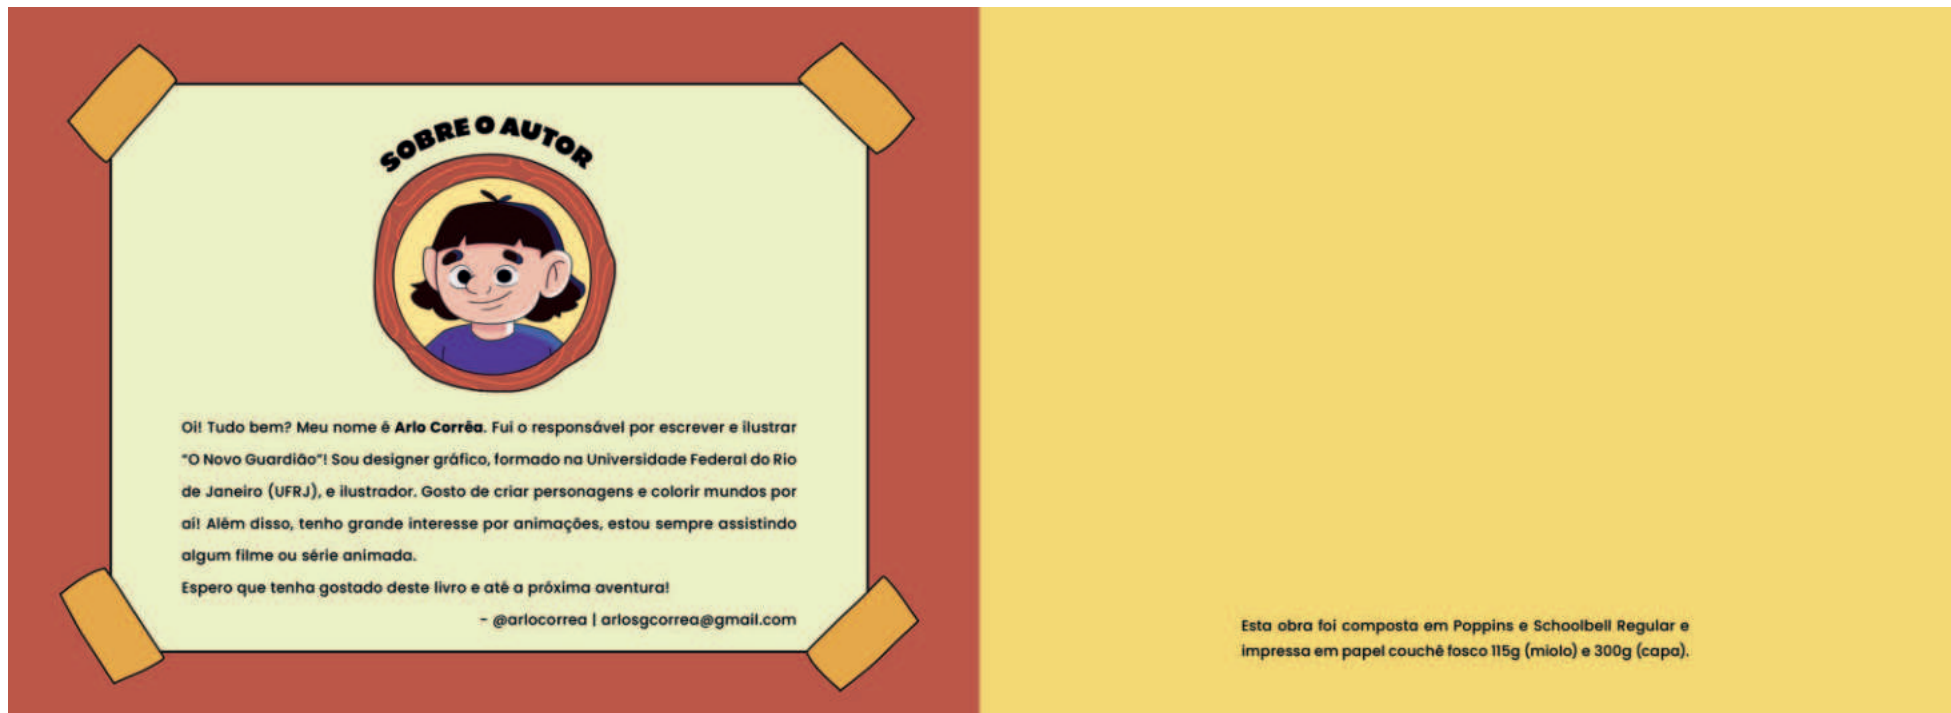 SOBRE O AUTOR
Oi! Tudo bem? Meu nome é Arlo Corrêa. Fui o responsável por escrever e ilustrar
"O Novo Guardião"! Sou designer gráfico, formado na Universidade Federal do Rio
de Janeiro (UFRJ), e ilustrador. Gosto de criar personagens e colorir mundos por
aí! Além disso, tenho grande interesse por animações, estou sempre assistindo
algum filme ou série animada.
Espero que tenha gostado deste livro e até a próxima aventura!
- @arlocorrea | arlosgcorrea@gmail.com
Esta obra foi composta em Poppins e Schoolbell Regular e
impressa em papel couchê fosco 115g (miolo) e 300g (capa).